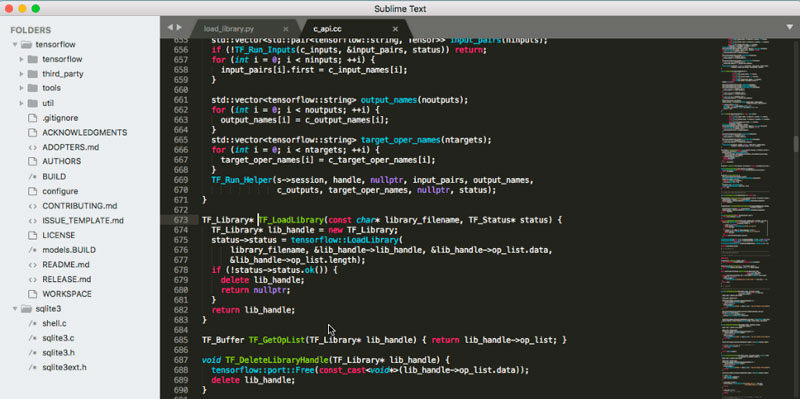 Sublime Text
FOLDERS
tensorflow
tensorflow
third_party
tools
util
.gitignore
ACKNOWLEDGMENTS
ADOPTERS.md
AUTHORS
BUILD
configure
CONTRIBUTING.md
ISSUE_TEMPLATE.md
LICENSE
models.BUILD
README.md
RELEASE.md
WORKSPACE
sqlite3
shell.c
sqlite3.c
sqlite3.h
sqlite3ext.h
load_library.py
c_api.cc
655 std::vector<std::pair<tensorflow::string, Tensor>> input_pairs(ninputs);
656 if (!TF_Run_Inputs(c_inputs, &input_pairs, status)) return;
657 for (int i = 0; i < ninputs; ++i) {
658 input_pairs[i].first = c_input_names[i];
659 }
660
661 std::vector<tensorflow::string> output_names(noutputs);
662 for (int i = 0; i < noutputs; ++i) {
663 output_names[i] = c_output_names[i];
664 }
665 std::vector<tensorflow::string> target_oper_names(ntargets);
666 for (int i = 0; i < ntargets; ++i) {
667 target_oper_names[i] = c_target_oper_names[i];
668 }
669 TF_Run_Helper(s->session, handle, nullptr, input_pairs, output_names,
670 c_outputs, target_oper_names, nullptr, status);
671 }
672
673 TF_Library* TF_LoadLibrary(const char* library_filename, TF_Status* status) {
674 TF_Library* lib_handle = new TF_Library;
675 status->status = tensorflow::LoadLibrary(
676 library_filename, &lib_handle->lib_handle, &lib_handle->op_list.data,
677 &lib_handle->op_list.length);
678 if (!status->status.ok()) {
679 delete lib_handle;
680 return nullptr;
681 }
682 return lib_handle;
683 }
684
685 TF_Buffer TF_GetOpList(TF_Library* lib_handle) { return lib_handle->op_list; }
686
687 void TF_DeleteLibraryHandle(TF_Library* lib_handle) {
688 tensorflow::port::Free(const_cast<void*>(lib_handle->op_list.data));
689 delete lib_handle;
690 }